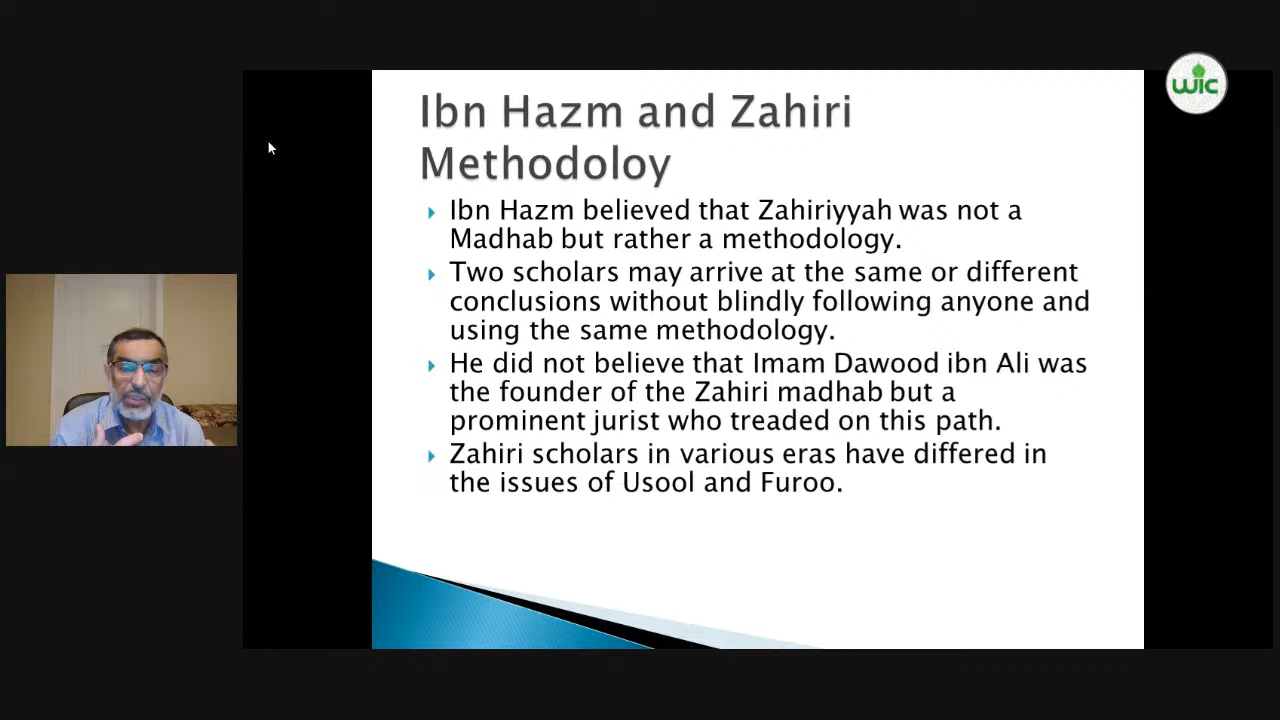 Ibn Hazm and Zahiri
Methodoloy
Ibn Hazm believed that Zahiriyyah was not a
Madhab but rather a methodology.
Two scholars may arrive at the same or different
conclusions without blindly following anyone and
using the same methodology.
He did not believe that Imam Dawood ibn Ali was
the founder of the Zahiri madhab but a
prominent jurist who treaded on this path.
Zahiri scholars in various eras have differed in
the issues of Usool and Furoo.
WIC